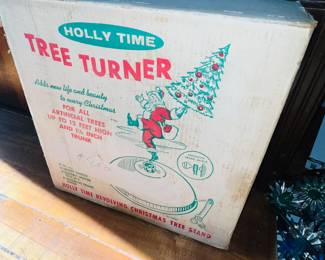 HOLLY TIME
TREE TURNER
Adds new life and beauty
to every Christmas
FOR ALL
ARTIFICIAL TREES
UP TO 12 FEET HIGH
AND 1¼ INCH
TRUNK
HOLLY TIME REVOLVING CHRISTMAS TREE STAND